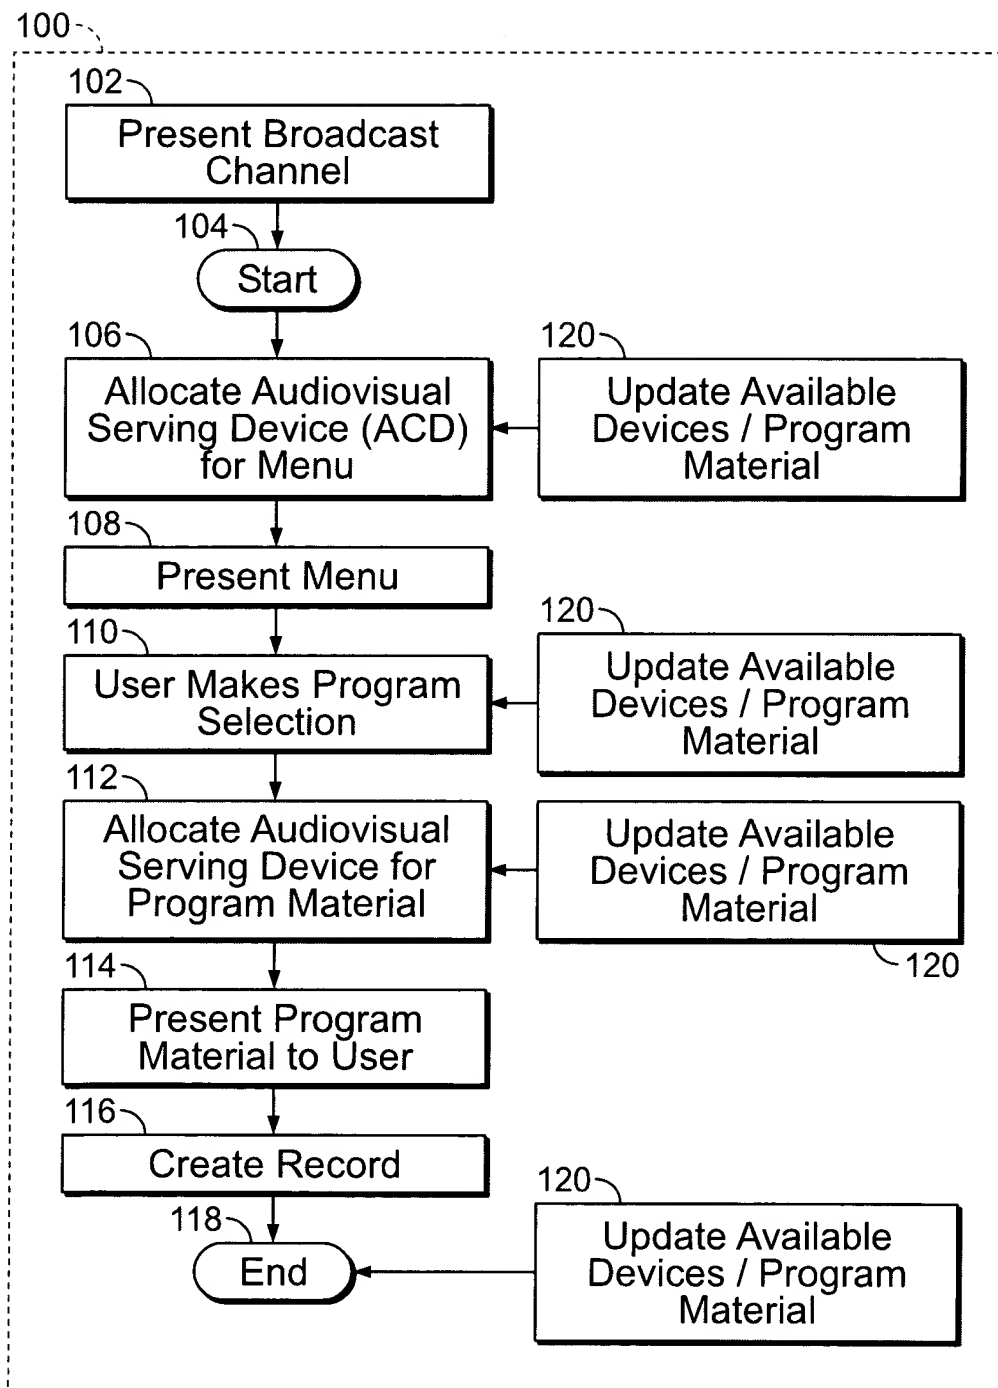 100
102
Present Broadcast
Channel
104
Start
106
Allocate Audiovisual
Serving Device (ACD)
for Menu
120
Update Available
Devices / Program
Material
108
Present Menu
110
User Makes Program
Selection
120
Update Available
Devices / Program
Material
112
Allocate Audiovisual
Serving Device for
Program Material
Update Available
Devices / Program
Material
120
114
Present Program
Material to User
116
Create Record
118
End
120
Update Available
Devices / Program
Material